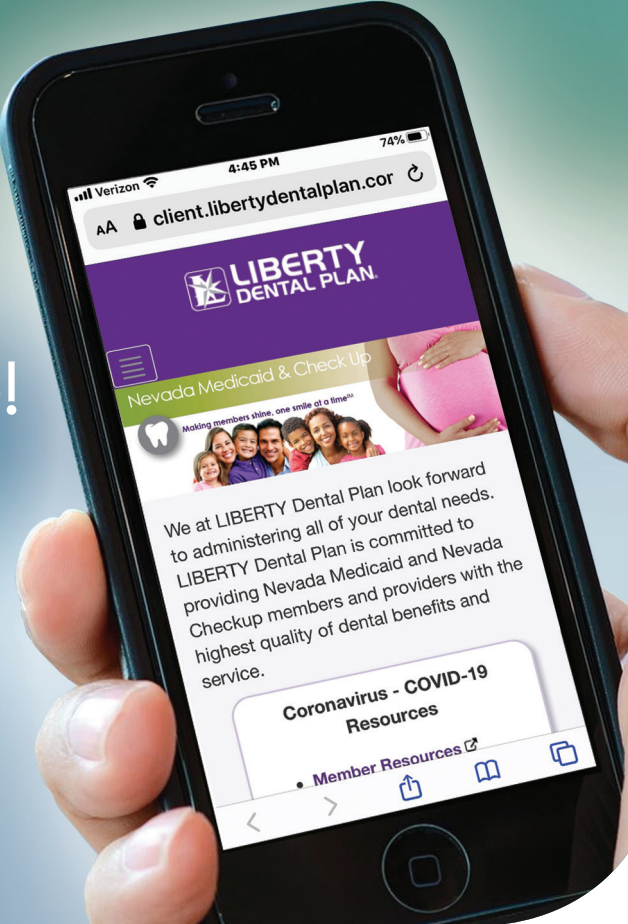 !
Verizon
4:45 PM
74%
AA client.libertydentalplan.cor
LIBERTY
DENTAL PLAN®
Nevada Medicaid & Check Up
Making members shine, one smile at a time℠
We at LIBERTY Dental Plan look forward
to administering all of your dental needs.
LIBERTY Dental Plan is committed to
providing Nevada Medicaid and Nevada
Checkup members and providers with the
highest quality of dental benefits and
service.
Coronavirus - COVID-19
Resources
• Member Resources